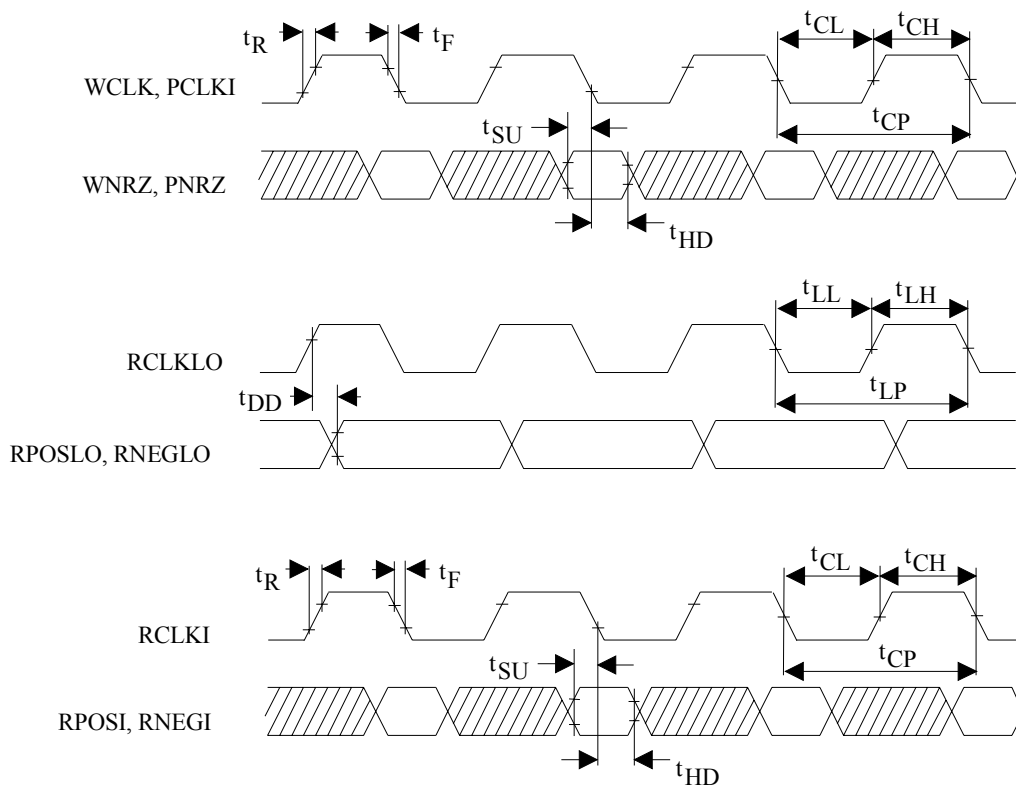 tR
tF
tCL
tCH
WCLK, PCLKI
tSU
tCP
WNRZ, PNRZ
tHD
tLL
tLH
RCLKLO
tDD
tLP
RPOSLO, RNEGLO
tR
tF
tCL
tCH
RCLKI
tSU
tCP
RPOSI, RNEGI
tHD